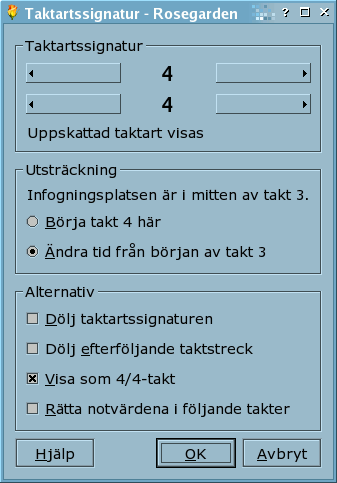 Taktartssignatur - Rosegarden
Taktartssignatur
4
4
Uppskattad taktart visas
Utsträckning
Infogningsplatsen är i mitten av takt 3.
Börja takt 4 här
Ändra tid från början av takt 3
Alternativ
Dölj taktartssignaturen
Dölj efterföljande taktstreck
Visa som 4/4-takt
Rätta notvärdena i följande takter
Hjälp OK Avbryt